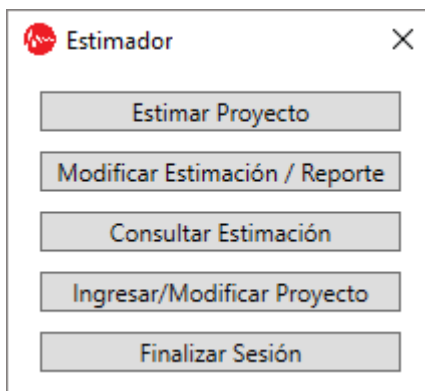 Estimador
Estimar Proyecto
Modificar Estimación / Reporte
Consultar Estimación
Ingresar/Modificar Proyecto
Finalizar Sesión